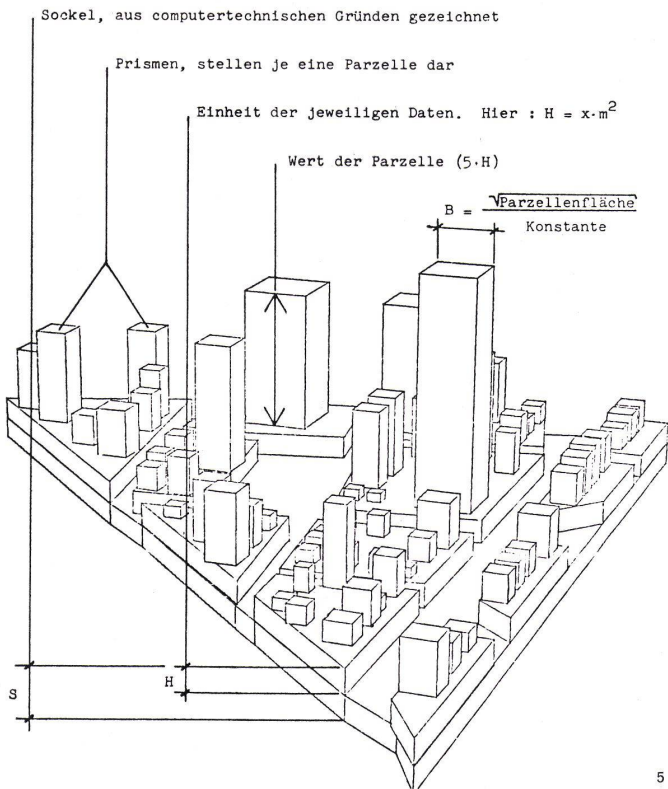 Sockel, aus computertechnischen Gründen gezeichnet
Prismen, stellen je eine Parzelle dar
Einheit der jeweiligen Daten. Hier : H = x·m²
Wert der Parzelle (5·H)
B = √Parzellenfläche
Konstante
H
S
5